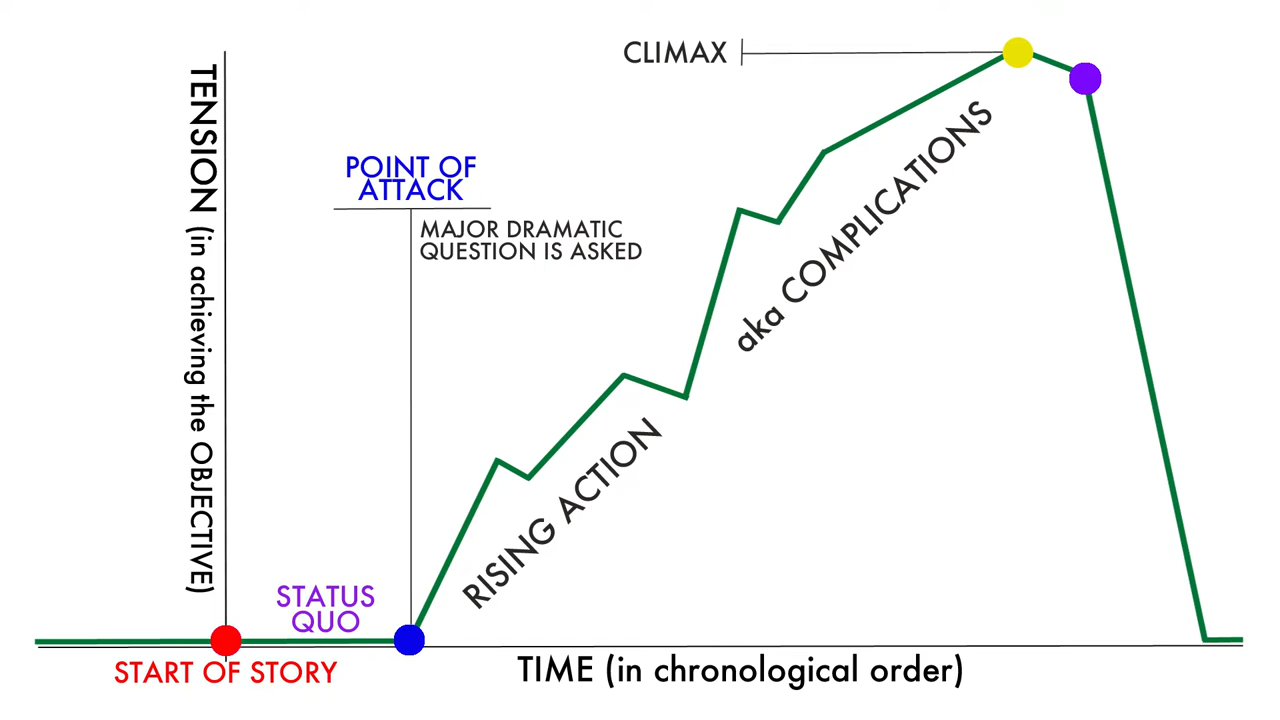 CLIMAX
TENSION (in achieving the OBJECTIVE)
POINT OF
ATTACK
MAJOR DRAMATIC
QUESTION IS ASKED
aka COMPLICATIONS
RISING ACTION
STATUS
QUO
START OF STORY
TIME (in chronological order)